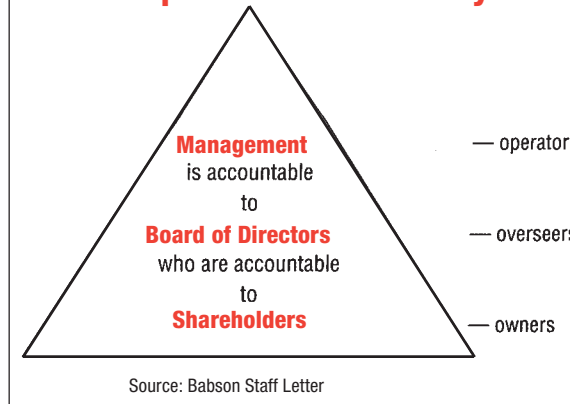 Management — operator
is accountable
to
Board of Directors — overseers
who are accountable
to
Shareholders — owners
Source: Babson Staff Letter